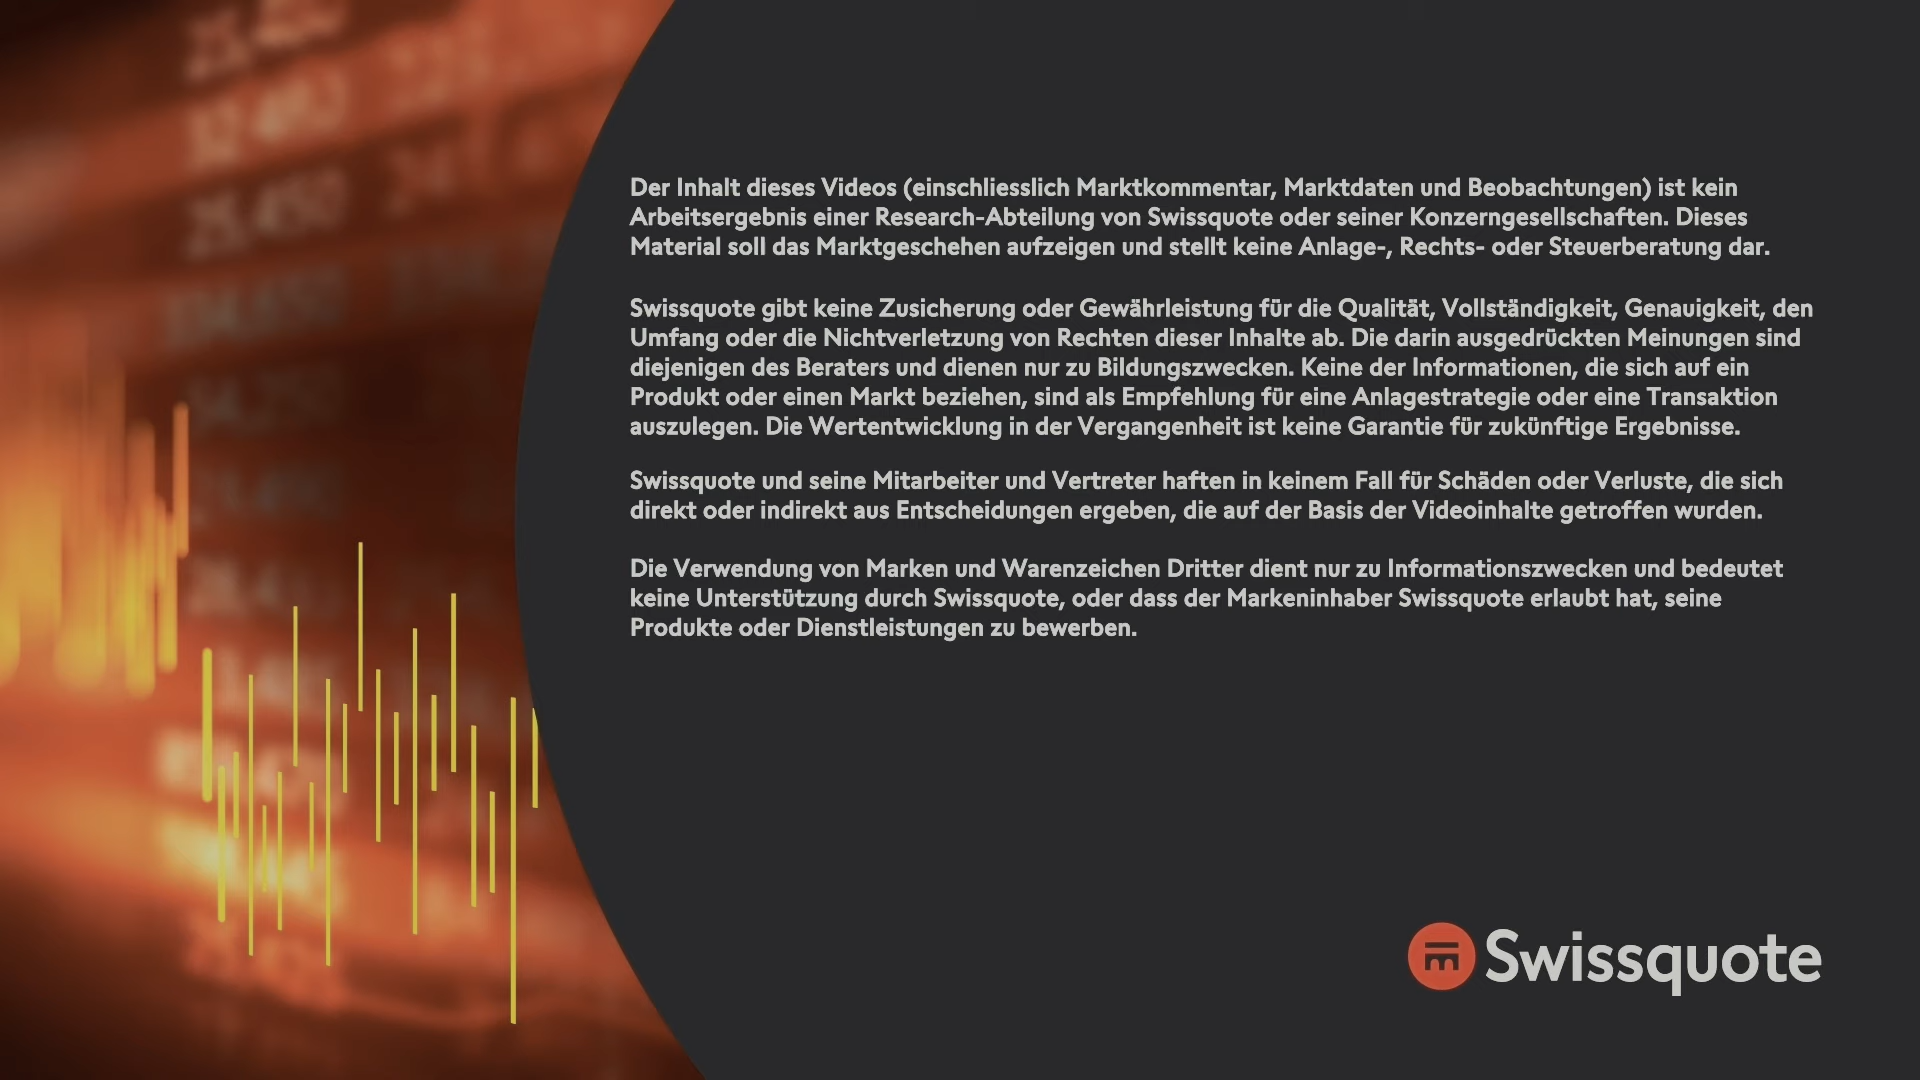 Der Inhalt dieses Videos (einschliesslich Marktkommentar, Marktdaten und Beobachtungen) ist kein
Arbeitsergebnis einer Research-Abteilung von Swissquote oder seiner Konzerngesellschaften. Dieses
Material soll das Marktgeschehen aufzeigen und stellt keine Anlage-, Rechts- oder Steuerberatung dar.
Swissquote gibt keine Zusicherung oder Gewährleistung für die Qualität, Vollständigkeit, Genauigkeit, den
Umfang oder die Nichtverletzung von Rechten dieser Inhalte ab. Die darin ausgedrückten Meinungen sind
diejenigen des Beraters und dienen nur zu Bildungszwecken. Keine der Informationen, die sich auf ein
Produkt oder einen Markt beziehen, sind als Empfehlung für eine Anlagestrategie oder eine Transaktion
auszulegen. Die Wertentwicklung in der Vergangenheit ist keine Garantie für zukünftige Ergebnisse.
Swissquote und seine Mitarbeiter und Vertreter haften in keinem Fall für Schäden oder Verluste, die sich
direkt oder indirekt aus Entscheidungen ergeben, die auf der Basis der Videoinhalte getroffen wurden.
Die Verwendung von Marken und Warenzeichen Dritter dient nur zu Informationszwecken und bedeutet
keine Unterstützung durch Swissquote, oder dass der Markeninhaber Swissquote erlaubt hat, seine
Produkte oder Dienstleistungen zu bewerben.
25,450
Swissquote